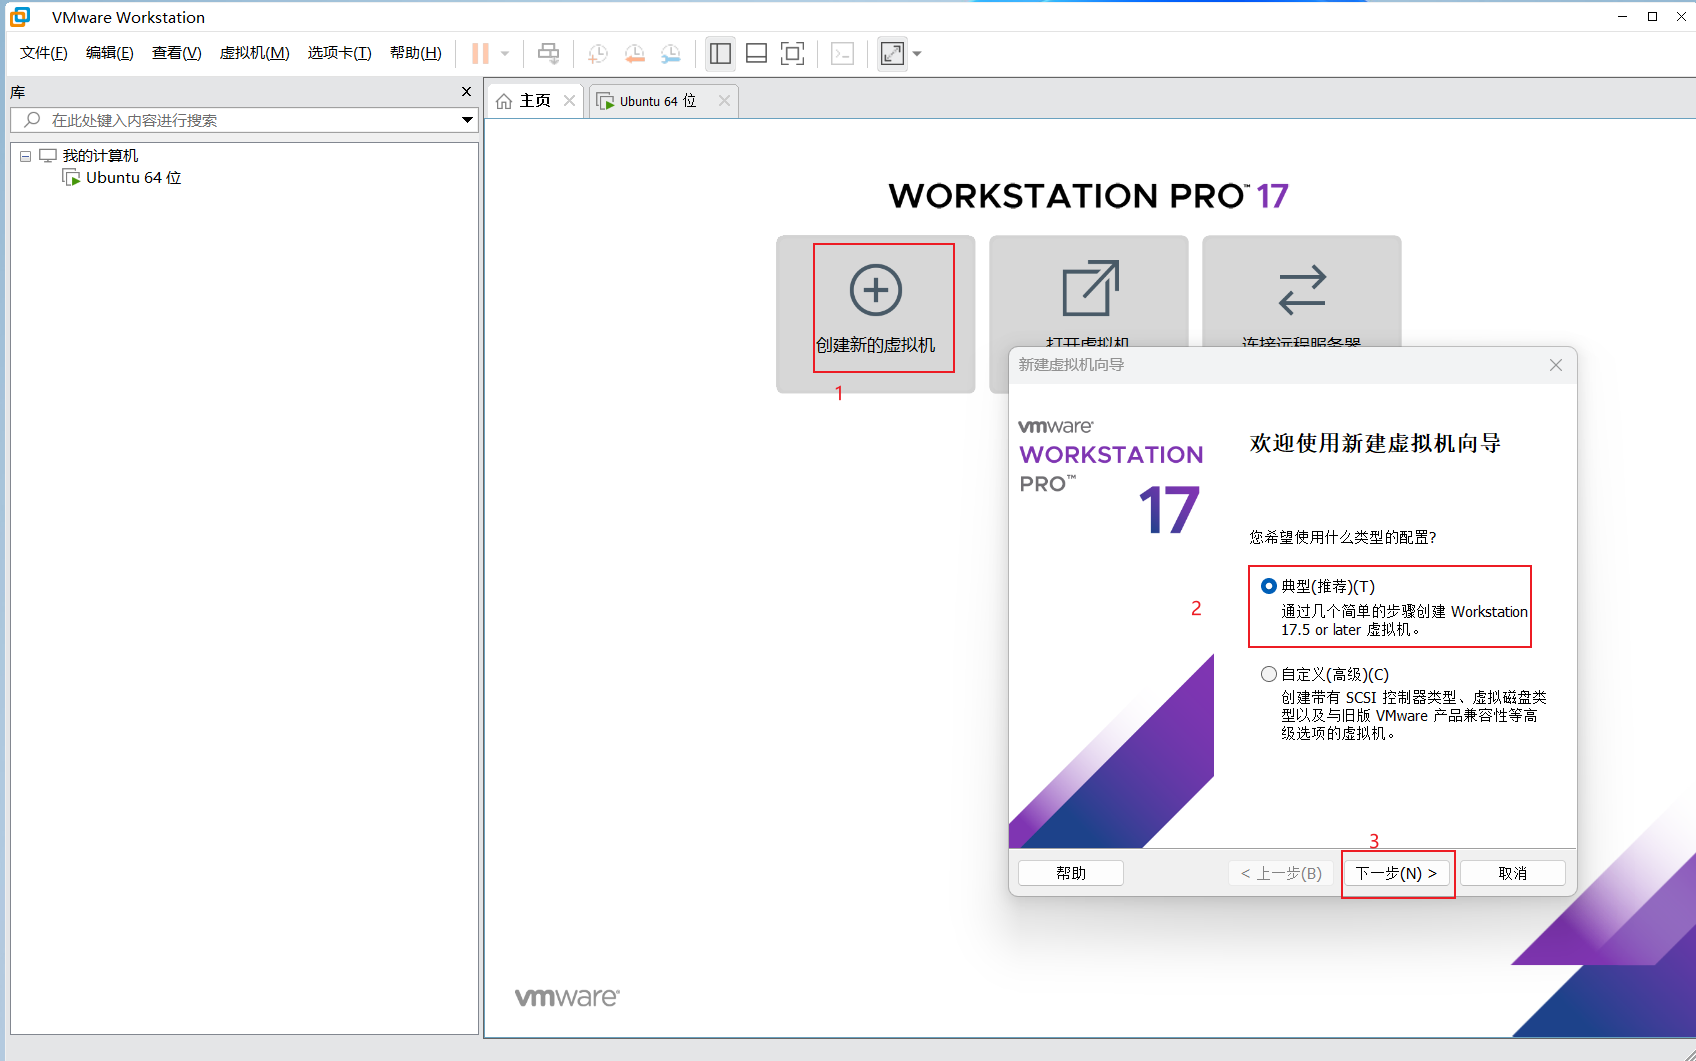 VMware Workstation
文件(F) 编辑(E) 查看(V) 虚拟机(M) 选项卡(T) 帮助(H)
库
在此处键入内容进行搜索
我的计算机
Ubuntu 64 位
主页
Ubuntu 64 位
WORKSTATION PRO™ 17
创建新的虚拟机
打开虚拟机
连接远程服务器
1
新建虚拟机向导
vmware®
WORKSTATION
PRO™
17
欢迎使用新建虚拟机向导
您希望使用什么类型的配置?
2
典型(推荐)(T)
通过几个简单的步骤创建 Workstation
17.5 or later 虚拟机。
自定义(高级)(C)
创建带有 SCSI 控制器类型、虚拟磁盘类
型以及与旧版 VMware 产品兼容性等高
级选项的虚拟机。
3
帮助
< 上一步(B)
下一步(N) >
取消
vmware®